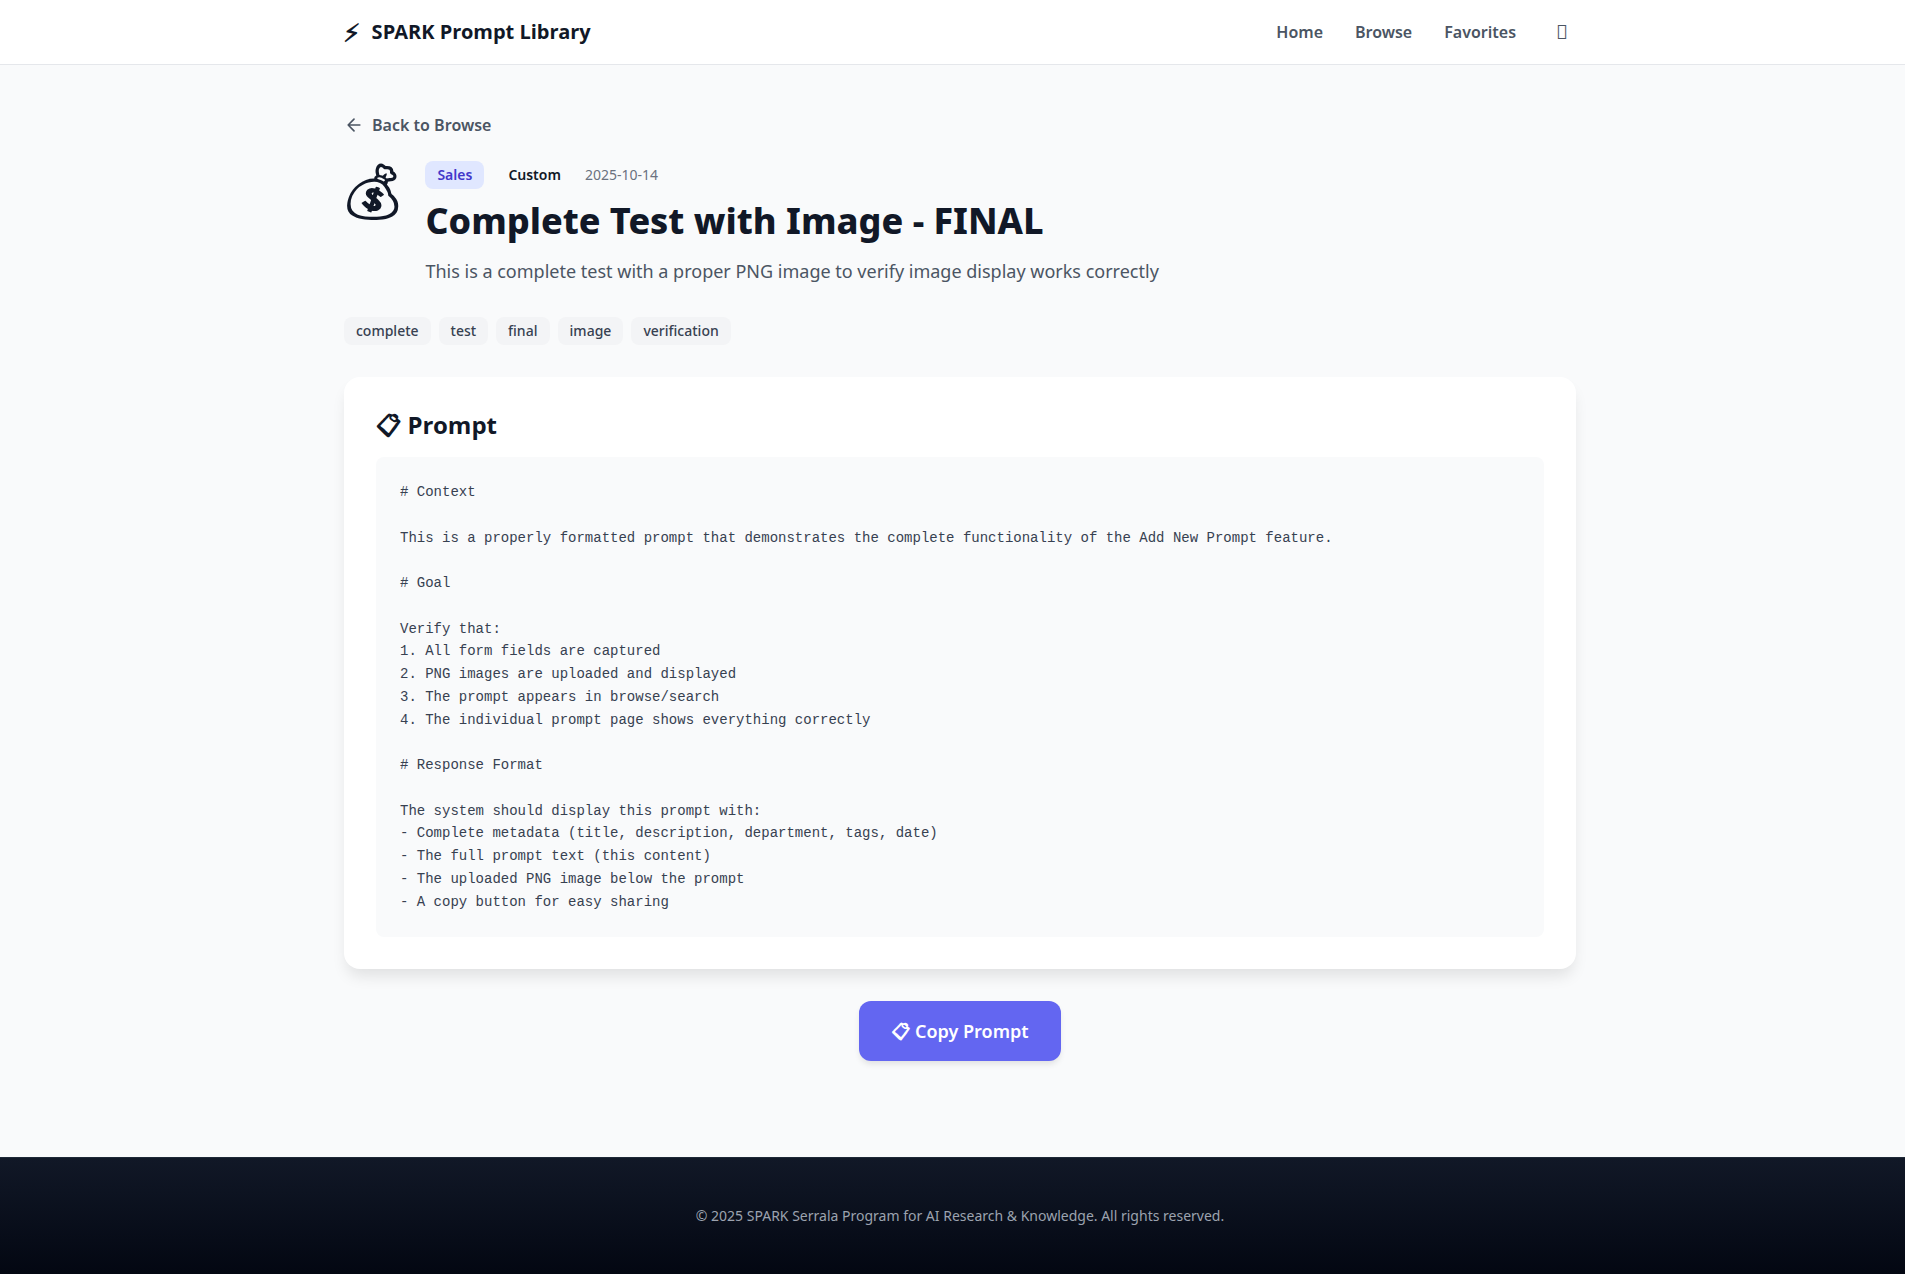 ⚡ SPARK Prompt Library
Home Browse Favorites
← Back to Browse
Sales Custom 2025-10-14
Complete Test with Image - FINAL
This is a complete test with a proper PNG image to verify image display works correctly
complete test final image verification
📋 Prompt
# Context
This is a properly formatted prompt that demonstrates the complete functionality of the Add New Prompt feature.
# Goal
Verify that:
1. All form fields are captured
2. PNG images are uploaded and displayed
3. The prompt appears in browse/search
4. The individual prompt page shows everything correctly
# Response Format
The system should display this prompt with:
- Complete metadata (title, description, department, tags, date)
- The full prompt text (this content)
- The uploaded PNG image below the prompt
- A copy button for easy sharing
📋 Copy Prompt
© 2025 SPARK Serrala Program for AI Research & Knowledge. All rights reserved.